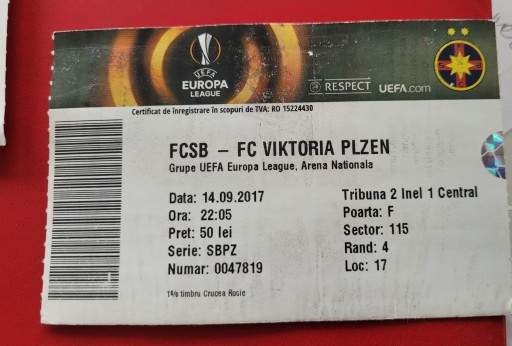 UEFA
EUROPA
LEAGUE
RESPECT
UEFA.com
Certificat de înregistrare în scopuri de TVA: RO 15224430
FCSB – FC VIKTORIA PLZEN
Grupe UEFA Europa League, Arena Nationala
Data: 14.09.2017
Ora: 22:05
Pret: 50 lei
Serie: SBPZ
Numar: 0047819
Tribuna 2 Inel 1 Central
Poarta: F
Sector: 115
Rand: 4
Loc: 17
1% timbru Crucea Rosie